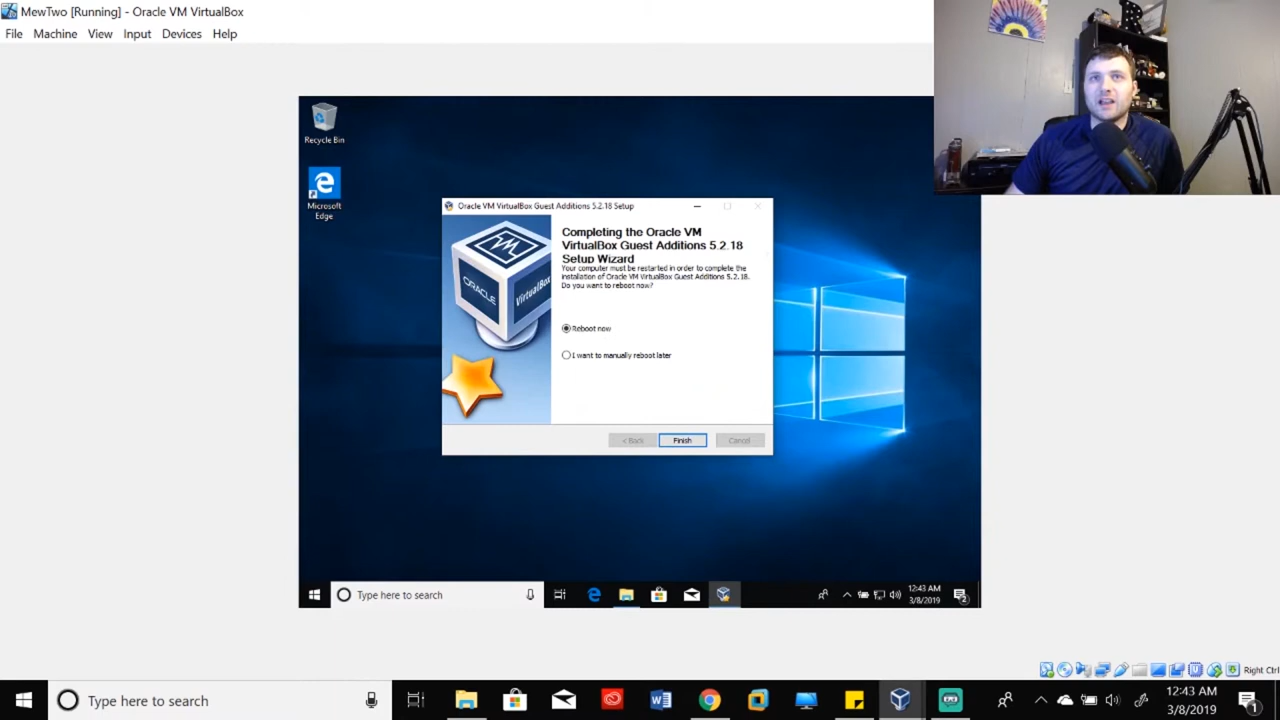 MewTwo [Running] - Oracle VM VirtualBox
File Machine View Input Devices Help
Recycle Bin
Microsoft
Edge
Oracle VM VirtualBox Guest Additions 5.2.18 Setup
Completing the Oracle VM
VirtualBox Guest Additions 5.2.18
Setup Wizard
Your computer must be restarted in order to complete the
installation of Oracle VM VirtualBox Guest Additions 5.2.18.
Do you want to reboot now?
ORACLE
VirtualBox
Reboot now
I want to manually reboot later
< Back Finish Cancel
Type here to search
12:43 AM
3/8/2019
2
Right Ctrl
Type here to search
12:43 AM
3/8/2019
1